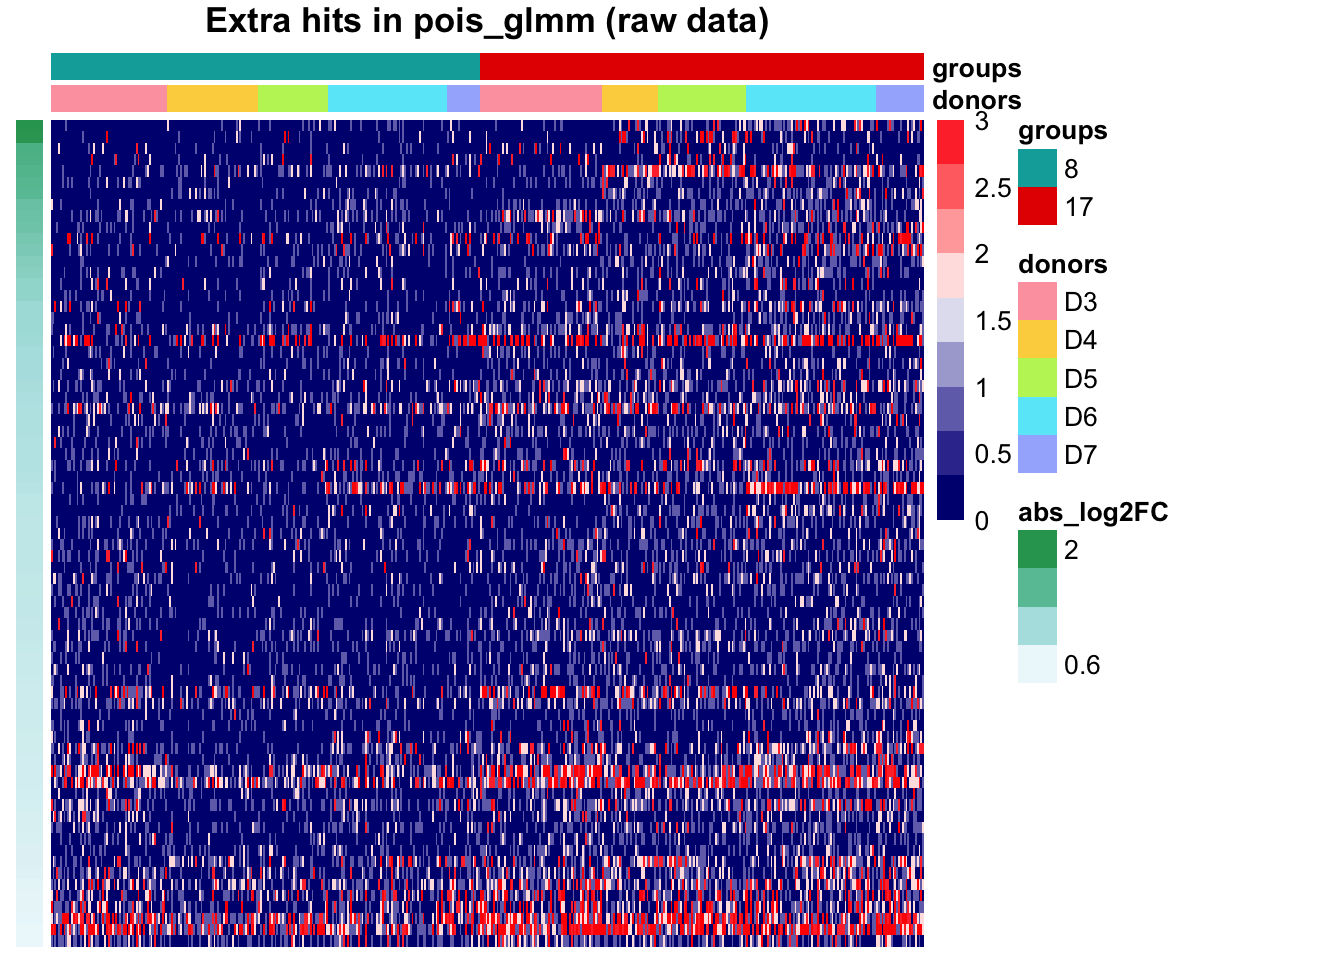 Extra hits in pois_glmm (raw data)
groups
donors
3
2.5
2
1.5
1
0.5
0
groups
8
17
donors
D3
D4
D5
D6
D7
abs_log2FC
2
0.6